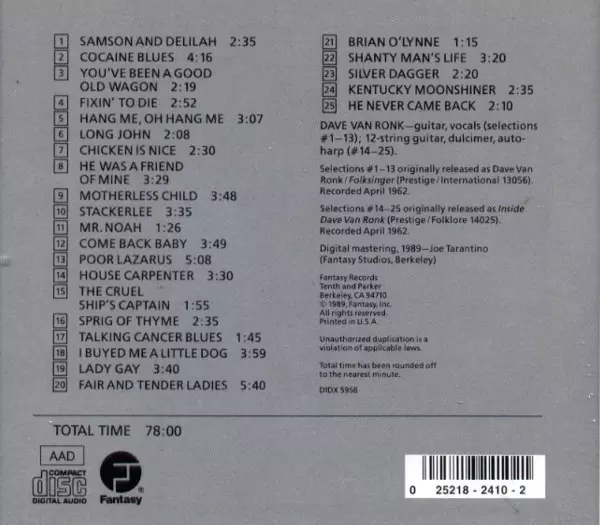 1 SAMSON AND DELILAH 2:35
2 COCAINE BLUES 4:16
3 YOU'VE BEEN A GOOD
OLD WAGON 2:19
4 FIXIN' TO DIE 2:52
5 HANG ME, OH HANG ME 3:07
6 LONG JOHN 2:08
7 CHICKEN IS NICE 2:30
8 HE WAS A FRIEND
OF MINE 3:29
9 MOTHERLESS CHILD 3:48
10 STACKERLEE 3:35
11 MR. NOAH 1:26
12 COME BACK BABY 3:49
13 POOR LAZARUS 5:08
14 HOUSE CARPENTER 3:30
15 THE CRUEL
SHIP'S CAPTAIN 1:55
16 SPRIG OF THYME 2:35
17 TALKING CANCER BLUES 1:45
18 I BUYED ME A LITTLE DOG 3:59
19 LADY GAY 3:40
20 FAIR AND TENDER LADIES 5:40
21 BRIAN O'LYNNE 1:15
22 SHANTY MAN'S LIFE 3:20
23 SILVER DAGGER 2:20
24 KENTUCKY MOONSHINER 2:35
25 HE NEVER CAME BACK 2:10
DAVE VAN RONK—guitar, vocals (selections
#1–13); 12-string guitar, dulcimer, auto-
harp (#14–25).
Selections #1–13 originally released as Dave Van
Ronk/Folksinger (Prestige/International 13056).
Recorded April 1962.
Selections #14–25 originally released as Inside
Dave Van Ronk (Prestige/Folklore 14025).
Recorded April 1962.
Digital mastering, 1989—Joe Tarantino
(Fantasy Studios, Berkeley)
Fantasy Records
Tenth and Parker
Berkeley, CA 94710
© 1989, Fantasy, Inc.
All rights reserved.
Printed in U.S.A.
Unauthorized duplication is a
violation of applicable laws.
Total time has been rounded off
to the nearest minute.
DIDX 5958
TOTAL TIME 78:00
AAD
COMPACT
disc
DIGITAL AUDIO
Fantasy®
0 25218-2410-2